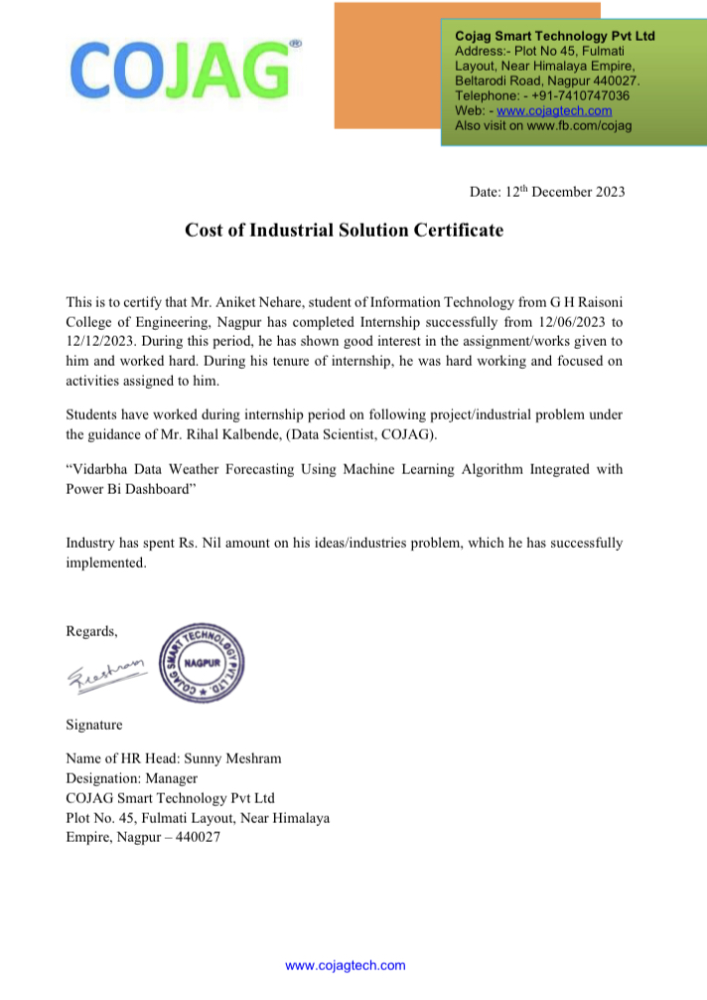 COJAG®
Cojag Smart Technology Pvt Ltd
Address:- Plot No 45, Fulmati
Layout, Near Himalaya Empire,
Beltarodi Road, Nagpur 440027.
Telephone: - +91-7410747036
Web: - www.cojagtech.com
Also visit on www.fb.com/cojag
Date: 12th December 2023
Cost of Industrial Solution Certificate
This is to certify that Mr. Aniket Nehare, student of Information Technology from G H Raisoni
College of Engineering, Nagpur has completed Internship successfully from 12/06/2023 to
12/12/2023. During this period, he has shown good interest in the assignment/works given to
him and worked hard. During his tenure of internship, he was hard working and focused on
activities assigned to him.
Students have worked during internship period on following project/industrial problem under
the guidance of Mr. Rihal Kalbende, (Data Scientist, COJAG).
“Vidarbha Data Weather Forecasting Using Machine Learning Algorithm Integrated with
Power Bi Dashboard”
Industry has spent Rs. Nil amount on his ideas/industries problem, which he has successfully
implemented.
Regards,
COJAG SMART TECHNOLOGY PVT. LTD. ★
NAGPUR
Signature
Name of HR Head: Sunny Meshram
Designation: Manager
COJAG Smart Technology Pvt Ltd
Plot No. 45, Fulmati Layout, Near Himalaya
Empire, Nagpur – 440027
www.cojagtech.com